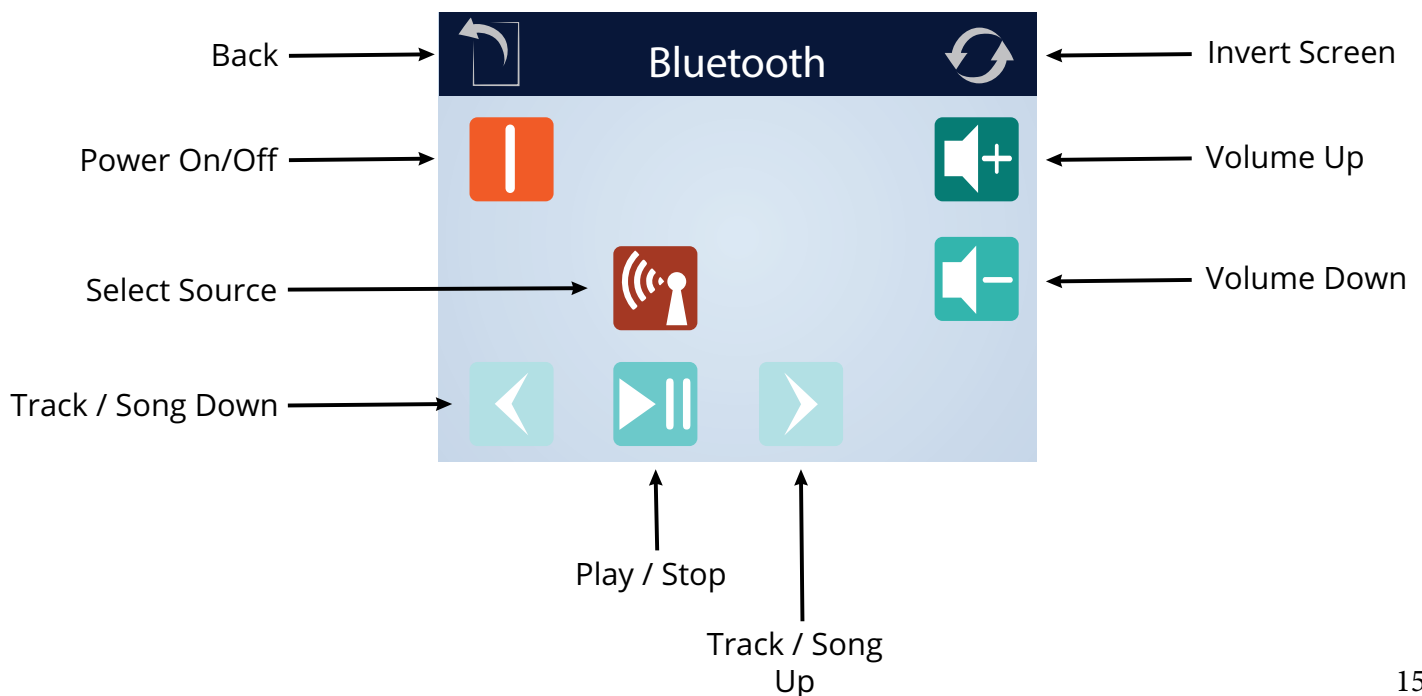 Back
Bluetooth
Invert Screen
Power On/Off
Volume Up
Select Source
Volume Down
Track / Song Down
Play / Stop
Track / Song
Up
15